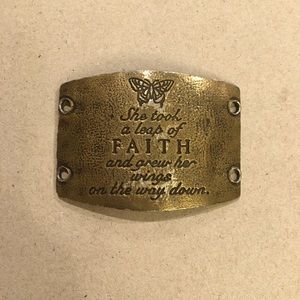 She took
a leap of
FAITH
and grew her
wings
on the way down.